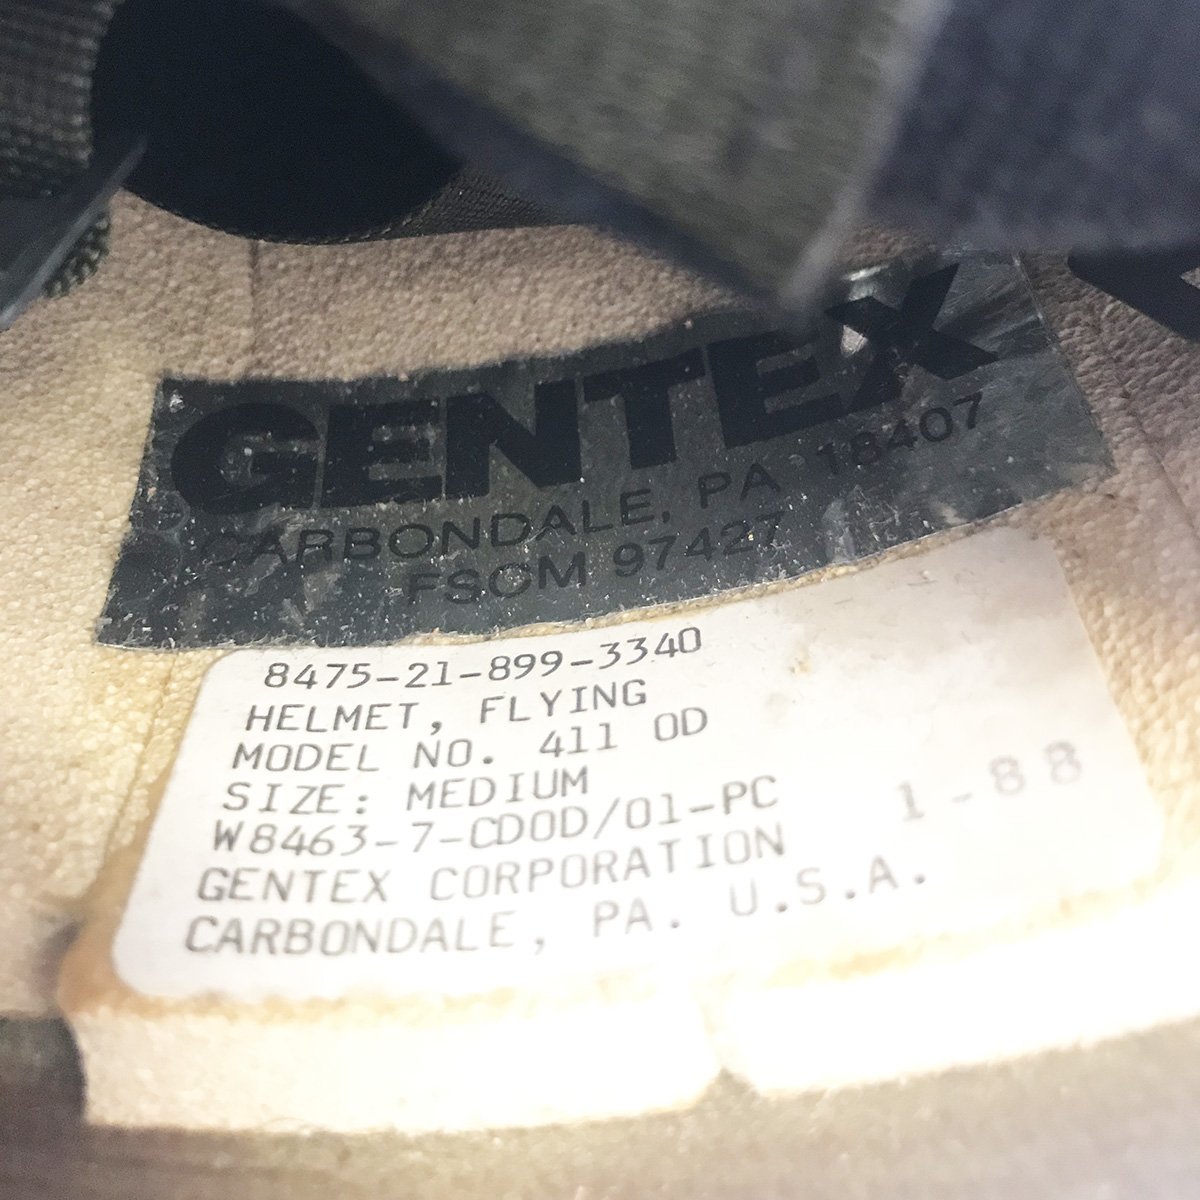 GENTEX
CARBONDALE, PA 18407
FSCM 97427
8475-21-899-3340
HELMET, FLYING
MODEL NO. 411 OD
SIZE: MEDIUM
W8463-7-CDOD/01-PC 1-88
GENTEX CORPORATION
CARBONDALE, PA. U.S.A.